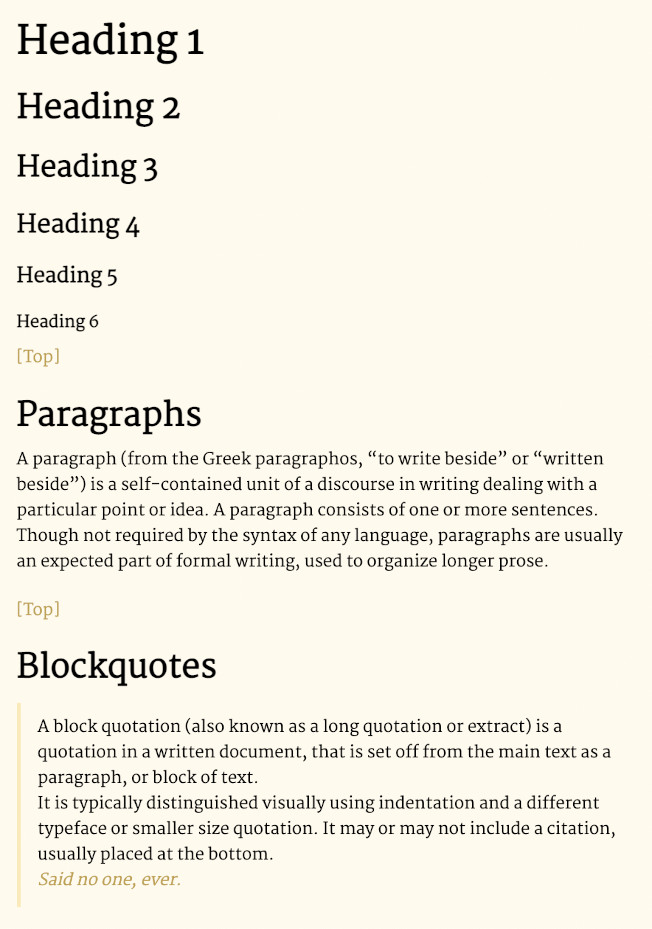 Heading 1
Heading 2
Heading 3
Heading 4
Heading 5
Heading 6
[Top]
Paragraphs
A paragraph (from the Greek paragraphos, “to write beside” or “written
beside”) is a self-contained unit of a discourse in writing dealing with a
particular point or idea. A paragraph consists of one or more sentences.
Though not required by the syntax of any language, paragraphs are usually
an expected part of formal writing, used to organize longer prose.
[Top]
Blockquotes
A block quotation (also known as a long quotation or extract) is a
quotation in a written document, that is set off from the main text as a
paragraph, or block of text.
It is typically distinguished visually using indentation and a different
typeface or smaller size quotation. It may or may not include a citation,
usually placed at the bottom.
Said no one, ever.